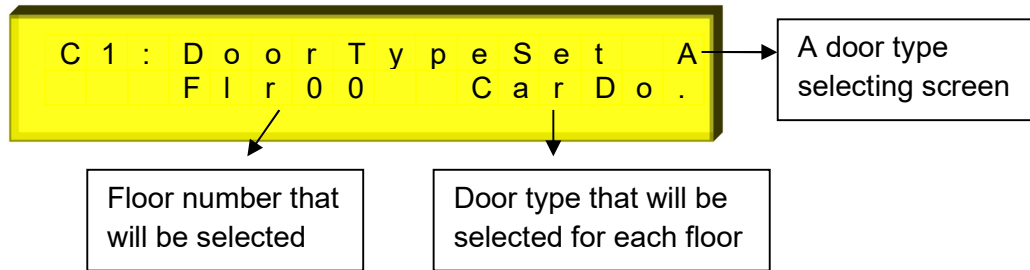 C1: DoorTypeSet A
Flr00 CarDo.
A door type
selecting screen
Floor number that
will be selected
Door type that will be
selected for each floor